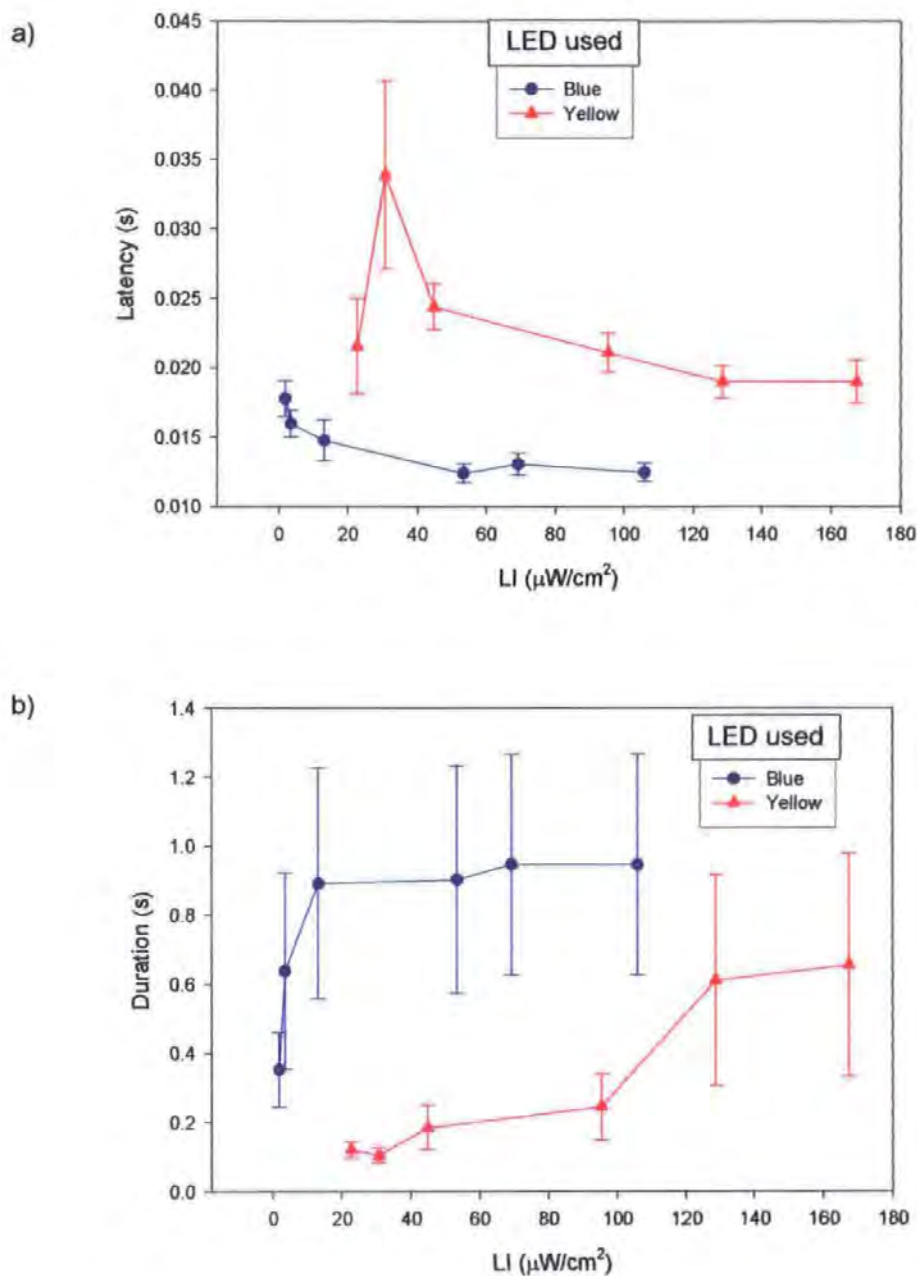 a)
LED used
Blue
Yellow
0.045
0.040
0.035
0.030
0.025
0.020
0.015
0.010
Latency (s)
0 20 40 60 80 100 120 140 160 180
LI (μW/cm²)
b)
LED used
Blue
Yellow
1.4
1.2
1.0
0.8
0.6
0.4
0.2
0.0
Duration (s)
0 20 40 60 80 100 120 140 160 180
LI (μW/cm²)